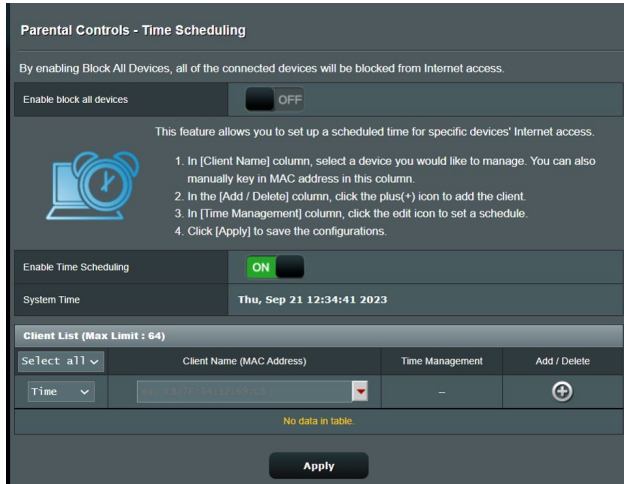 Parental Controls - Time Scheduling
By enabling Block All Devices, all of the connected devices will be blocked from Internet access.
Enable block all devices
OFF
This feature allows you to set up a scheduled time for specific devices' Internet access.
1. In [Client Name] column, select a device you would like to manage. You can also
manually key in MAC address in this column.
2. In the [Add / Delete] column, click the plus(+) icon to add the client.
3. In [Time Management] column, click the edit icon to set a schedule.
4. Click [Apply] to save the configurations.
Enable Time Scheduling
ON
System Time
Thu, Sep 21 12:34:41 2023
Client List (Max Limit : 64)
Select all
Client Name (MAC Address)
Time Management
Add / Delete
Time
–
No data in table.
Apply